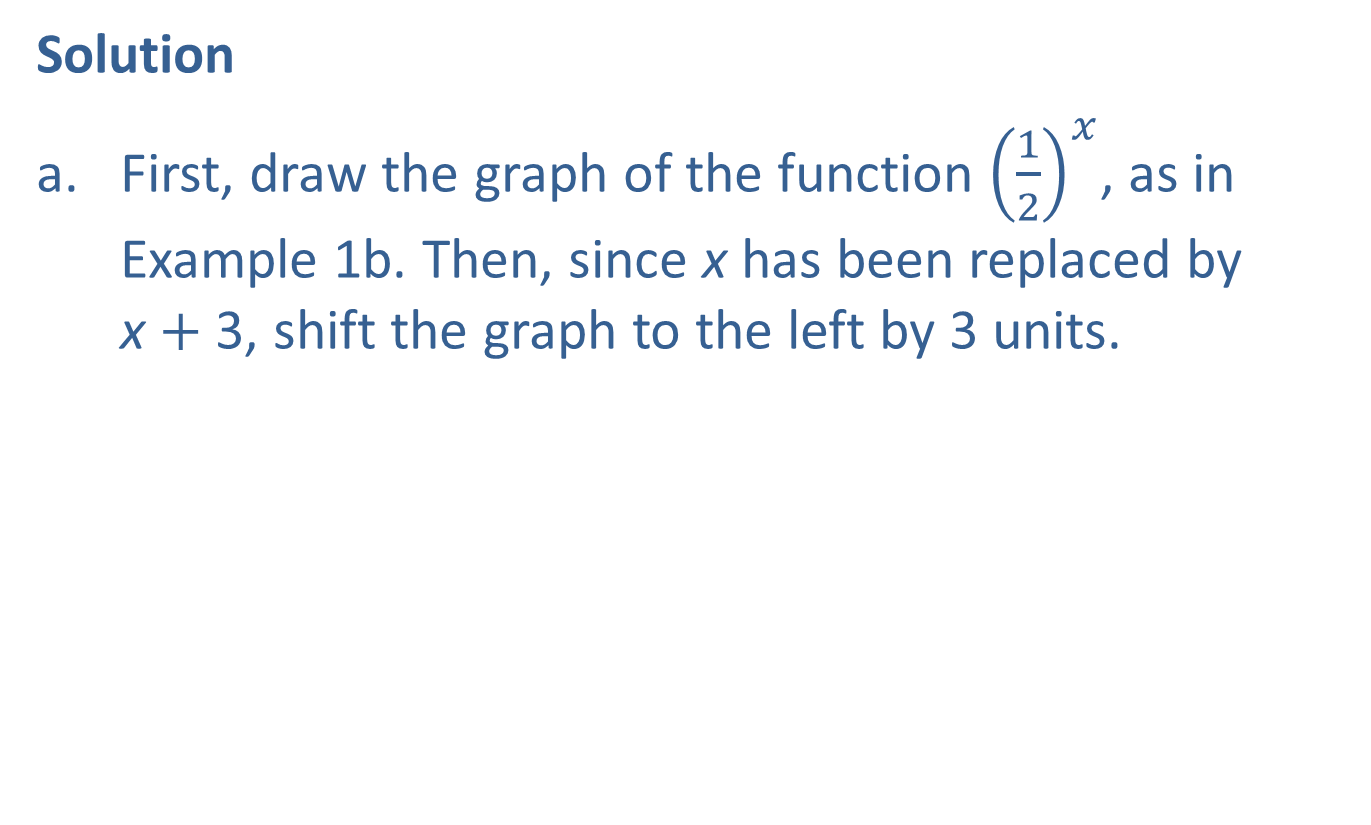 Solution
a. First, draw the graph of the function (1/2)^x, as in
Example 1b. Then, since x has been replaced by
x + 3, shift the graph to the left by 3 units.